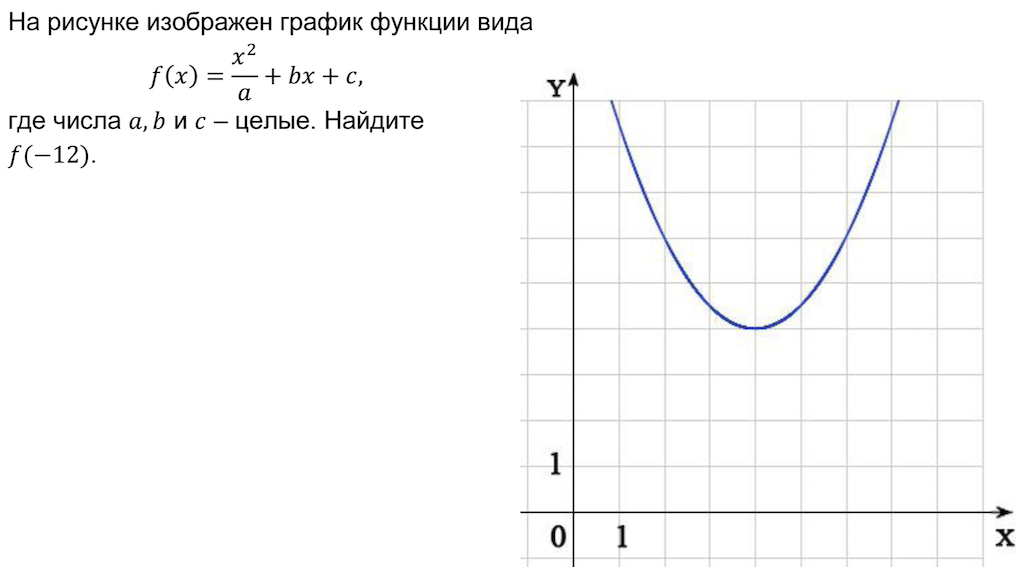 На рисунке изображен график функции вида
𝑓(𝑥) = 𝑥²/𝑎 + 𝑏𝑥 + 𝑐,
где числа 𝑎, 𝑏 и 𝑐 – целые. Найдите
𝑓(−12).
Y
1
0 1 X